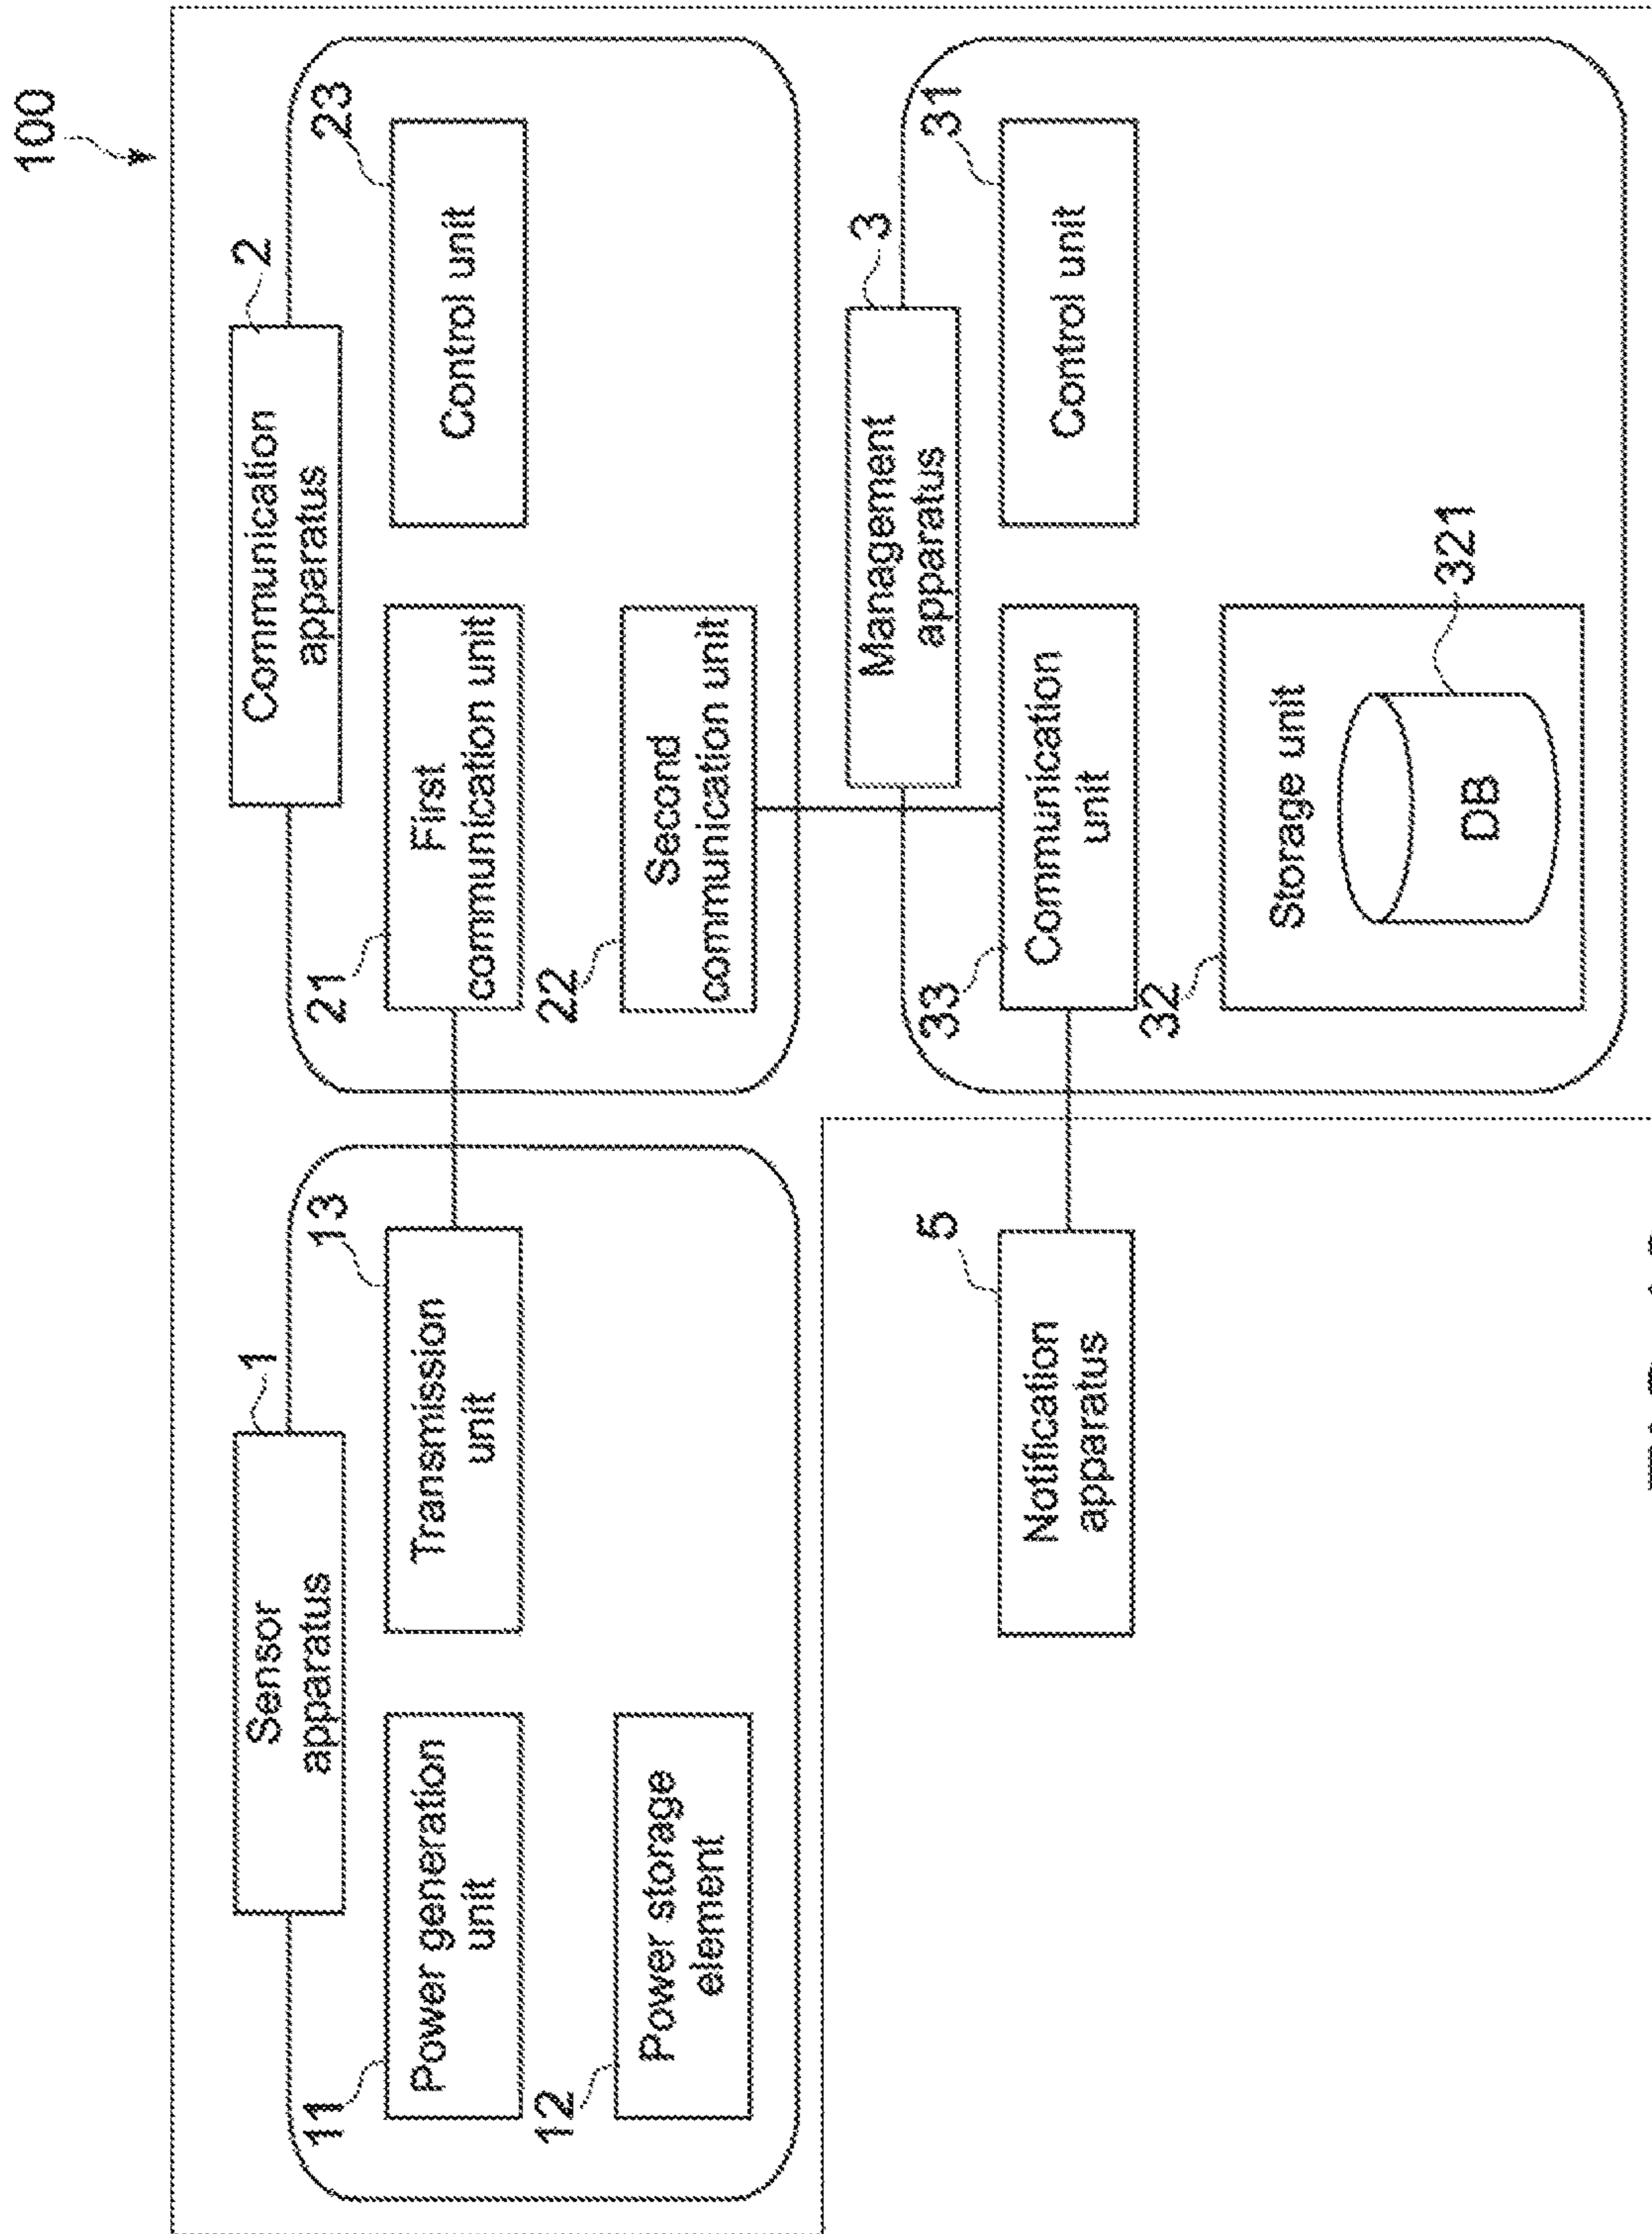 100
Sensor
apparatus
1
11
Power generation
unit
13
Transmission
unit
12
Power storage
element
Communication
apparatus
2
21
First
communication unit
23
Control unit
22
Second
communication unit
Notification
apparatus
5
Management
apparatus
3
33
Communication
unit
31
Control unit
32
Storage unit
DB
321